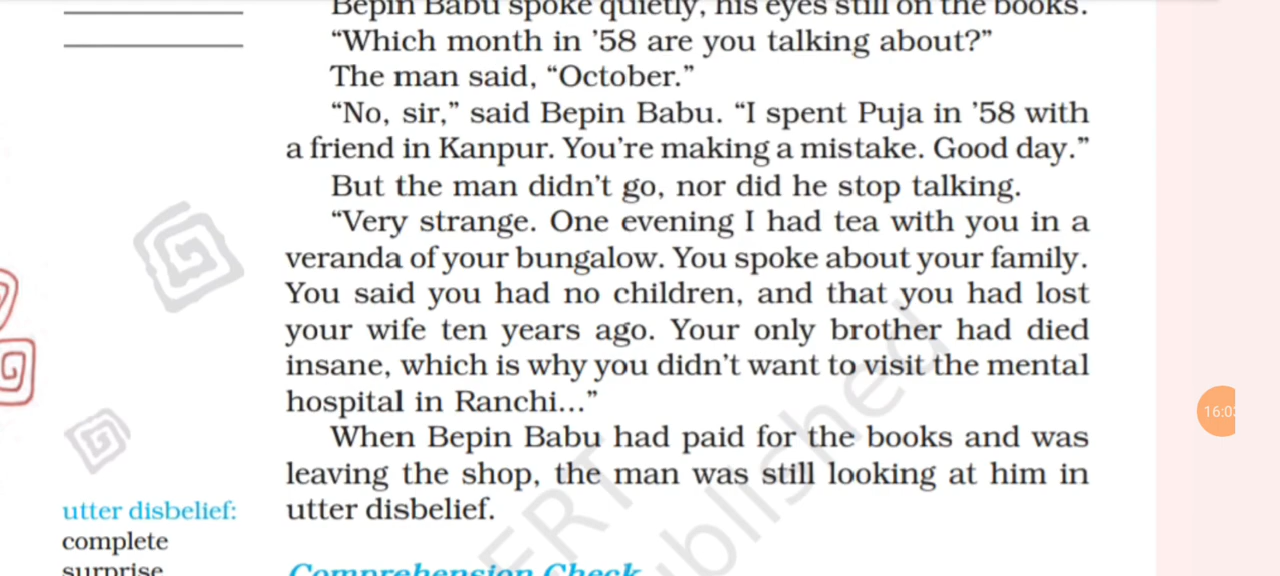 Bepin Babu spoke quietly, his eyes still on the books.
“Which month in ’58 are you talking about?”
The man said, “October.”
“No, sir,” said Bepin Babu. “I spent Puja in ’58 with
a friend in Kanpur. You’re making a mistake. Good day.”
But the man didn’t go, nor did he stop talking.
“Very strange. One evening I had tea with you in a
veranda of your bungalow. You spoke about your family.
You said you had no children, and that you had lost
your wife ten years ago. Your only brother had died
insane, which is why you didn’t want to visit the mental
hospital in Ranchi...”
When Bepin Babu had paid for the books and was
leaving the shop, the man was still looking at him in
utter disbelief.
utter disbelief:
complete
surprise
Comprehension Check